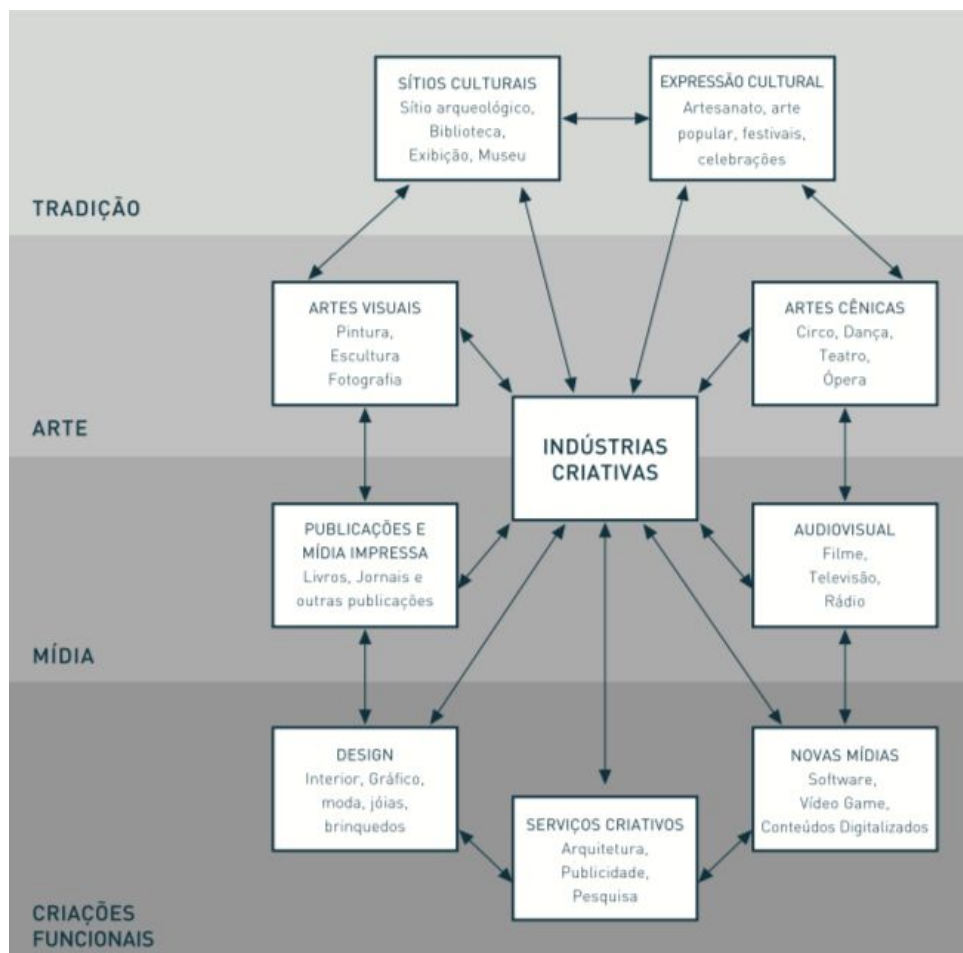 SÍTIOS CULTURAIS
Sítio arqueológico,
Biblioteca,
Exibição, Museu
EXPRESSÃO CULTURAL
Artesanato, arte
popular, festivais,
celebrações
TRADIÇÃO
ARTES VISUAIS
Pintura,
Escultura
Fotografia
ARTES CÊNICAS
Circo, Dança,
Teatro,
Ópera
ARTE
INDÚSTRIAS
CRIATIVAS
PUBLICAÇÕES E
MÍDIA IMPRESSA
Livros, Jornais e
outras publicações
AUDIOVISUAL
Filme,
Televisão,
Rádio
MÍDIA
DESIGN
Interior, Gráfico,
moda, jóias,
brinquedos
SERVIÇOS CRIATIVOS
Arquitetura,
Publicidade,
Pesquisa
NOVAS MÍDIAS
Software,
Vídeo Game,
Conteúdos Digitalizados
CRIAÇÕES
FUNCIONAIS